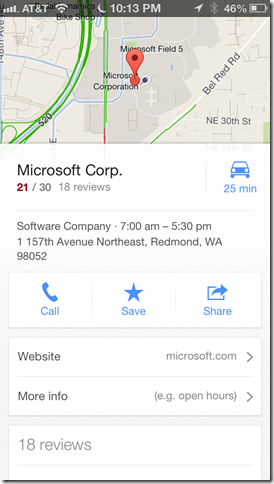 AT&T 10:13 PM 46%
Bike Shop
148th Ave
Microsoft Field 5
Microsoft
Corporation
Bel Red Rd
520
NE 30th St
Microsoft Corp.
21 / 30 18 reviews
25 min
Software Company · 7:00 am – 5:30 pm
1 157th Avenue Northeast, Redmond, WA
98052
Call Save Share
Website microsoft.com
More info (e.g. open hours)
18 reviews